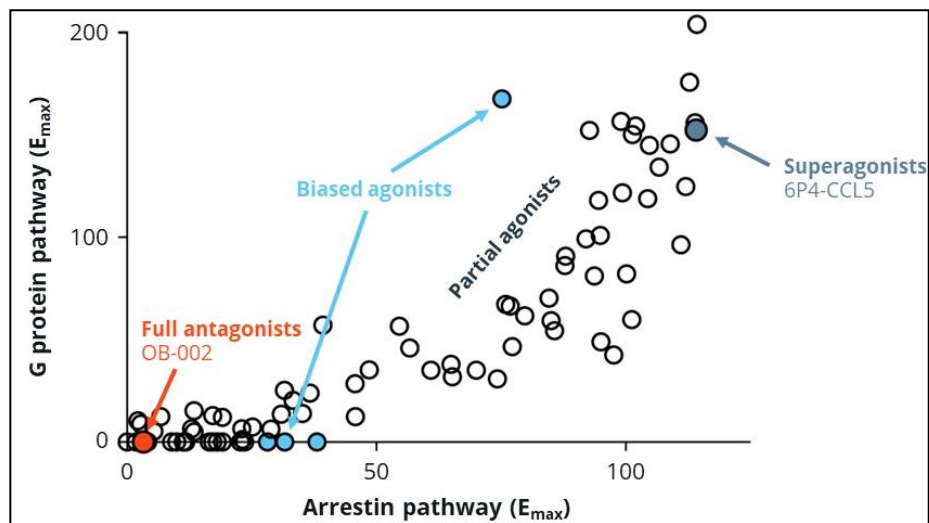 200
G protein pathway (Emax)
Biased agonists
Partial agonists
Superagonists
6P4-CCL5
100
Full antagonists
OB-002
0
0
50
100
Arrestin pathway (Emax)